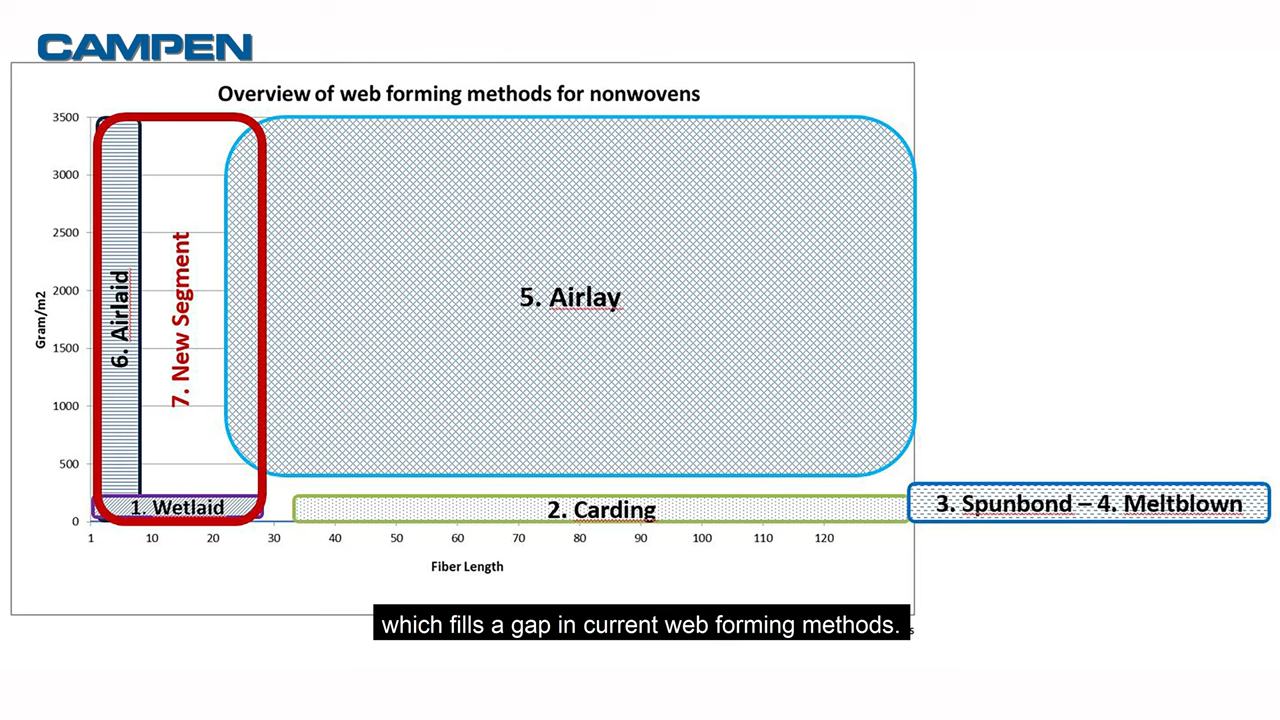 CAMPEN
Overview of web forming methods for nonwovens
3500
3000
2500
2000
1500
1000
500
0
Gram/m2
6. Airlaid
7. New Segment
5. Airlay
1. Wetlaid
2. Carding
3. Spunbond – 4. Meltblown
1 10 20 30 40 50 60 70 80 90 100 110 120
Fiber Length
which fills a gap in current web forming methods.